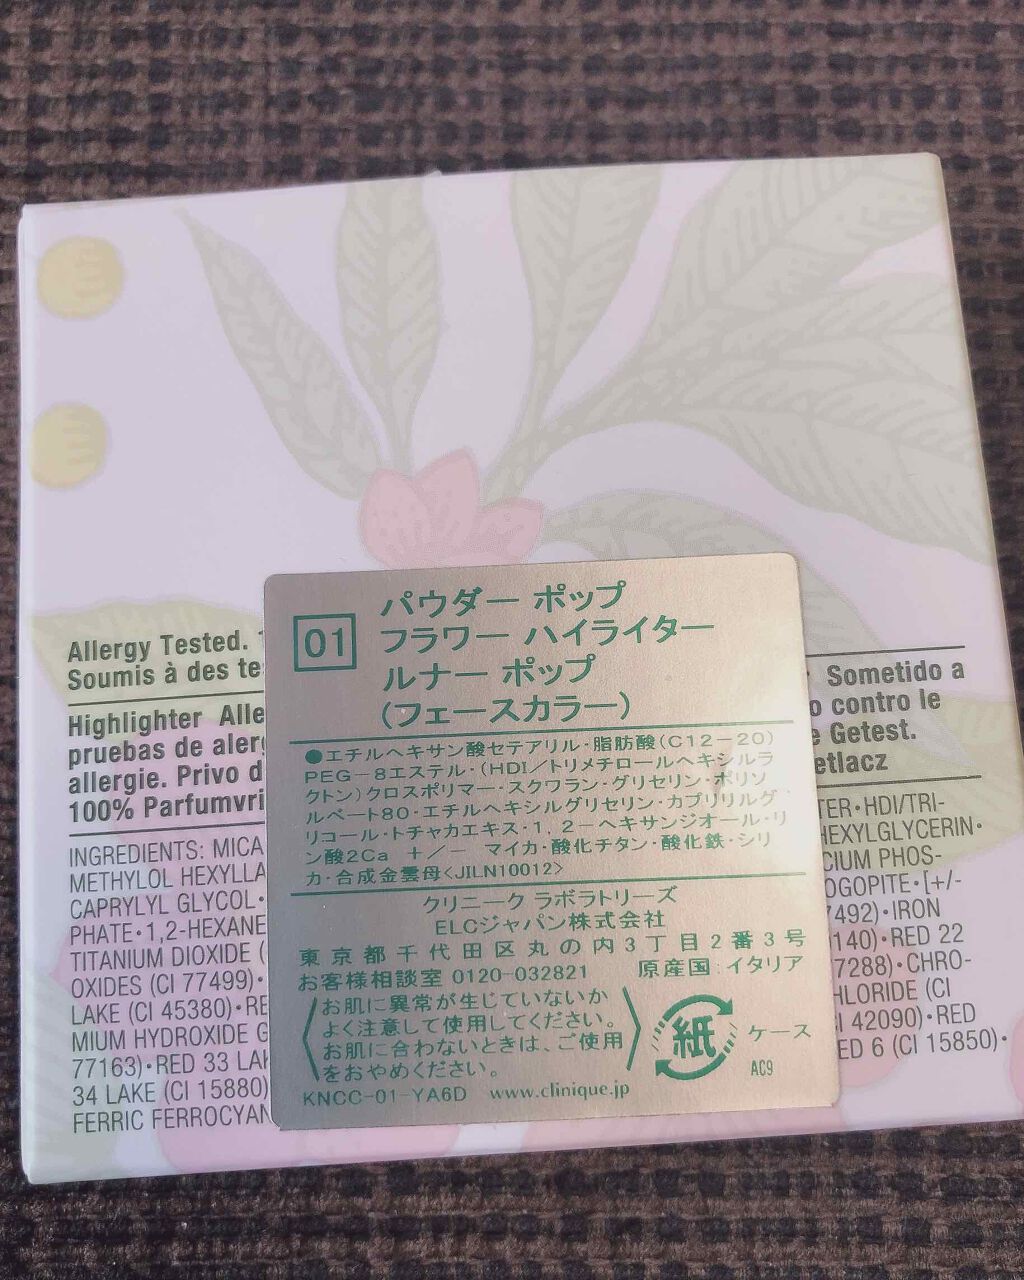 Allergy Tested.
Soumis à des
Highlighter
pruebas de
allergie. Privo
100%
Sometido a
contro le
Getest.
INGREDIENTS: MICA
METHYLOL
CAPRYLYL GLYCOL•
PHATE•1,2-HEXANE
TITANIUM DIOXIDE (
OXIDES (CI 77499)•
LAKE (CI 45380)•
MIUM HYDROXIDE
77163)•RED 33
34 LAKE (CI 15880)
FERRIC
•HDI/TRI-
HEXYLGLYCERIN•
PHOS-
•[+/-
7492)•IRON
140)•RED 22
7288)•CHRO-
(CI
CI 42090)•RED
6 (CI 15850)•
01
パウダー ポップ
フラワー ハイライター
ルナー ポップ
(フェースカラー)
●エチルヘキサン酸セテアリル・脂肪酸(C12－20)
PEG－8エステル・(HDI／トリメチロールヘキシルラ
クトン)クロスポリマー・スクワラン・グリセリン・ポリソ
ルベート80・エチルヘキシルグリセリン・カプリリルグ
リコール・トチャカエキス・1，2－ヘキサンジオール・リ
ン酸2Ca ＋／－ マイカ・酸化チタン・酸化鉄・シリ
カ・合成金雲母<JILN10012>
クリニーク ラボラトリーズ
ELCジャパン株式会社
東京都千代田区丸の内3丁目2番3号
お客様相談室 0120-032821 原産国:イタリア
お肌に異常が生じていないか
よく注意して使用してください。
お肌に合わないときは、ご使用
をおやめください。
紙
ケース
AC9
KNCC-01-YA6D www.clinique.jp